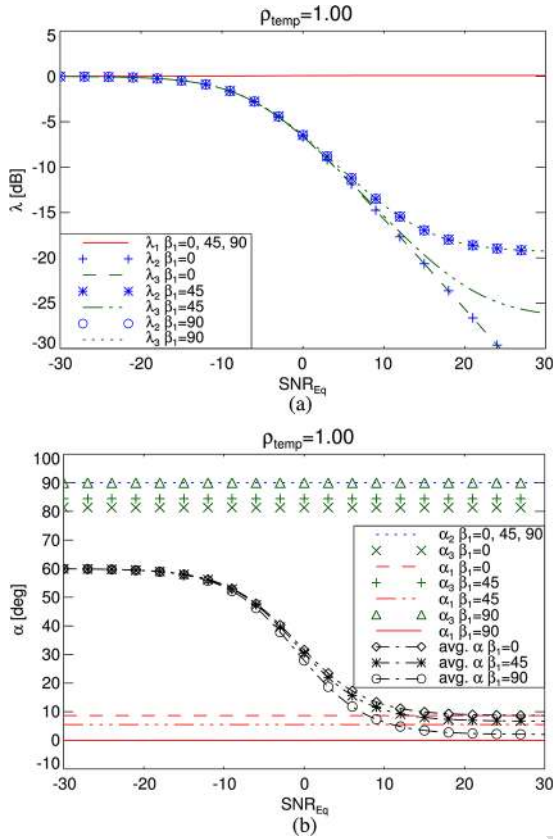 ρtemp=1.00
5
0
-5
-10
-15
-20
-25
-30
λ [dB]
λ1 β1=0, 45, 90
λ2 β1=0
λ3 β1=0
λ2 β1=45
λ3 β1=45
λ2 β1=90
λ3 β1=90
-30 -20 -10 0 10 20 30
SNREq
(a)
ρtemp=1.00
100
90
80
70
60
50
40
30
20
10
0
-10
α [deg]
α2 β1=0, 45, 90
α3 β1=0
α1 β1=0
α3 β1=45
α1 β1=45
α3 β1=90
α1 β1=90
avg. α β1=0
avg. α β1=45
avg. α β1=90
-30 -20 -10 0 10 20 30
SNREq
(b)